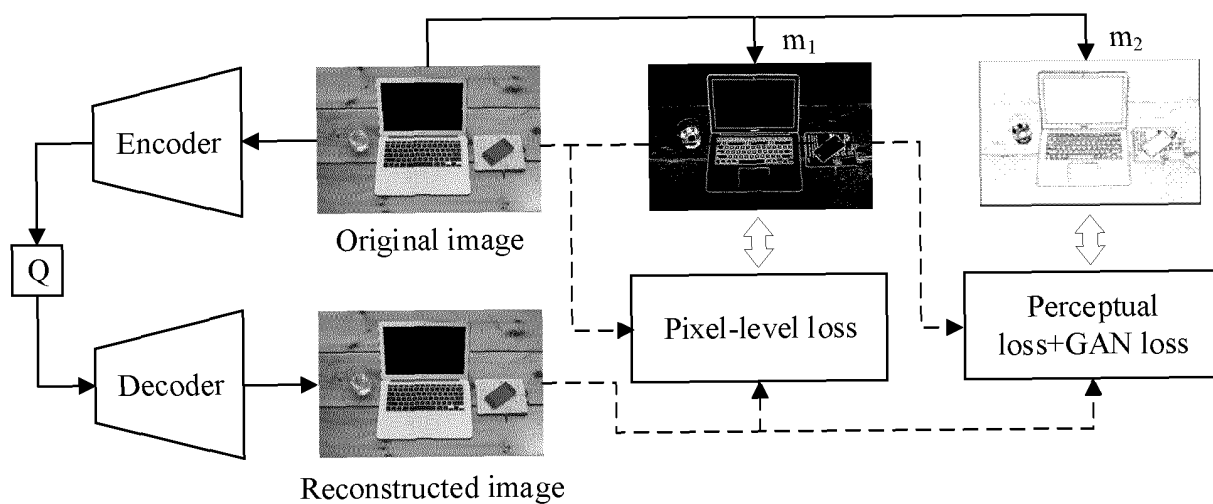 m₁
m₂
Encoder
Original image
Q
Pixel-level loss
Perceptual
loss+GAN loss
Decoder
Reconstructed image